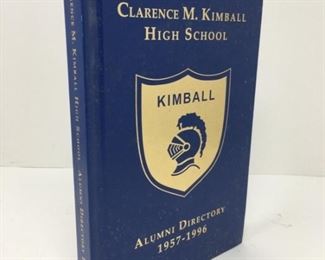 Clarence M. Kimball
High School
KIMBALL
Alumni Directory
1957-1996
Clarence M. Kimball High School Alumni Directory